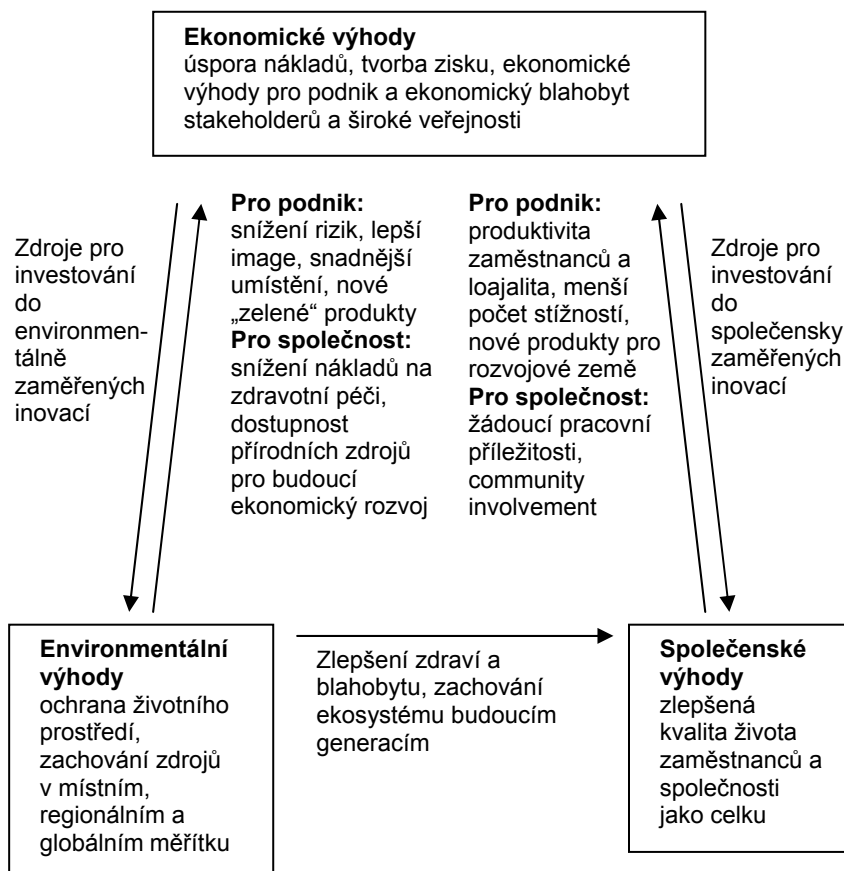 Ekonomické výhody
úspora nákladů, tvorba zisku, ekonomické
výhody pro podnik a ekonomický blahobyt
stakeholderů a široké veřejnosti
Zdroje pro
investování
do
environmen-
tálně
zaměřených
inovací
Pro podnik:
snížení rizik, lepší
image, snadnější
umístění, nové
„zelené“ produkty
Pro společnost:
snížení nákladů na
zdravotní péči,
dostupnost
přírodních zdrojů
pro budoucí
ekonomický rozvoj
Pro podnik:
produktivita
zaměstnanců a
loajalita, menší
počet stížností,
nové produkty pro
rozvojové země
Pro společnost:
žádoucí pracovní
příležitosti,
community
involvement
Zdroje pro
investování
do
společensky
zaměřených
inovací
Environmentální
výhody
ochrana životního
prostředí,
zachování zdrojů
v místním,
regionálním a
globálním měřítku
Zlepšení zdraví a
blahobytu, zachování
ekosystému budoucím
generacím
Společenské
výhody
zlepšená
kvalita života
zaměstnanců a
společnosti
jako celku